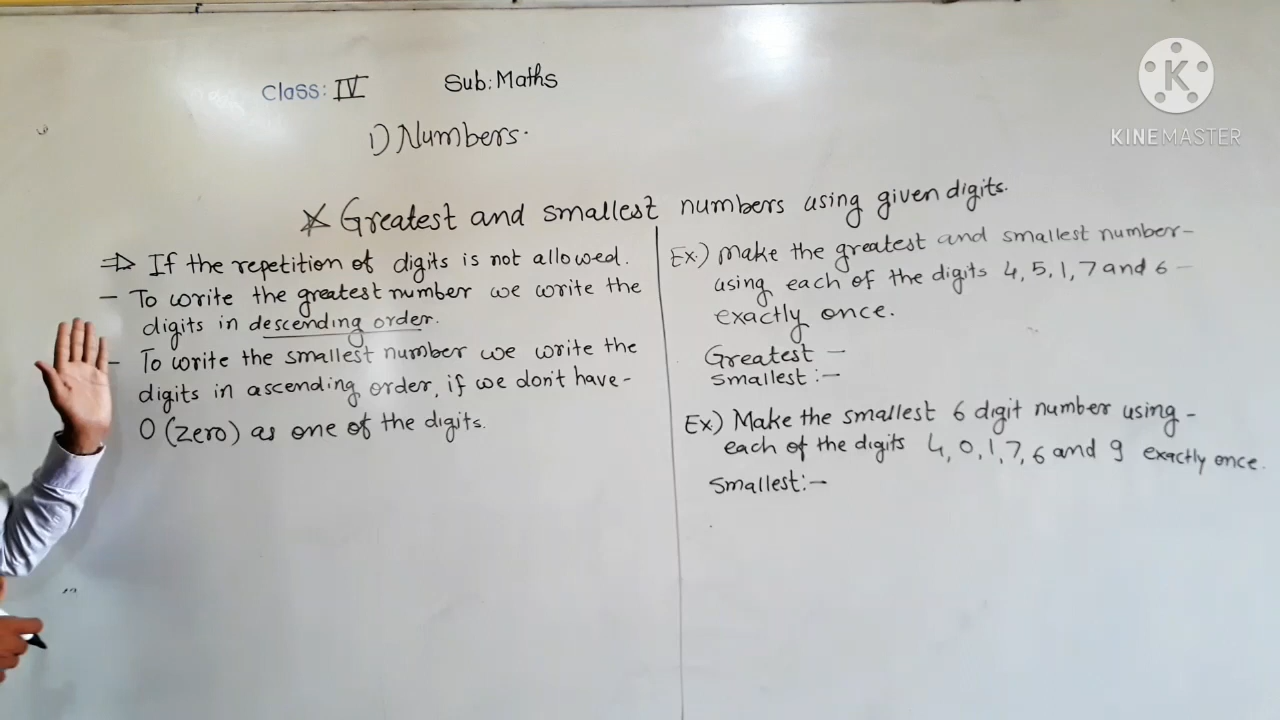 Class: IV Sub: Maths
1) Numbers.
Greatest and smallest numbers using given digits.
⇒ If the repetition of digits is not allowed.
- To write the greatest number we write the
digits in descending order.
- To write the smallest number we write the
digits in ascending order, if we don't have -
0 (zero) as one of the digits.
Ex.) Make the greatest and smallest number -
using each of the digits 4, 5, 1, 7 and 6 -
exactly once.
Greatest -
Smallest :-
Ex.) Make the smallest 6 digit number using -
each of the digits 4, 0, 1, 7, 6 and 9 exactly once.
Smallest :-
K
KINEMASTER